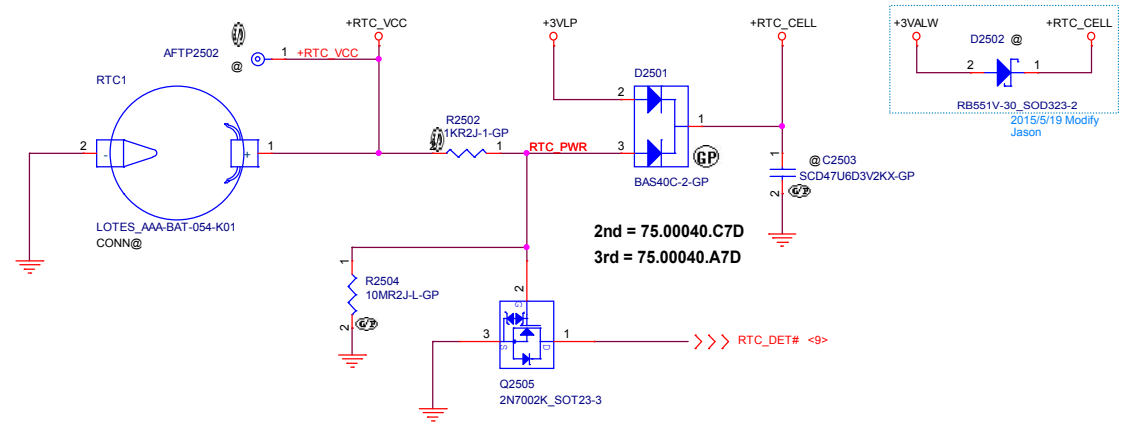 +RTC_VCC
+3VLP
+RTC_CELL
+3VALW
+RTC_CELL
AFTP2502
1
+RTC_VCC
@
D2502 @
2
1
RB551V-30_SOD323-2
2015/5/19 Modify
Jason
RTC1
2
-
+
1
LOTES_AAA-BAT-054-K01
CONN@
R2502
1KR2J-1-GP
2
1
RTC_PWR
D2501
2
3
1
GP
BAS40C-2-GP
1
@C2503
SCD47U6D3V2KX-GP
2
G/P
2nd = 75.00040.C7D
3rd = 75.00040.A7D
1
R2504
10MR2J-L-GP
2
G/P
2
G
3
S
D
1
RTC_DET# <9>
Q2505
2N7002K_SOT23-3